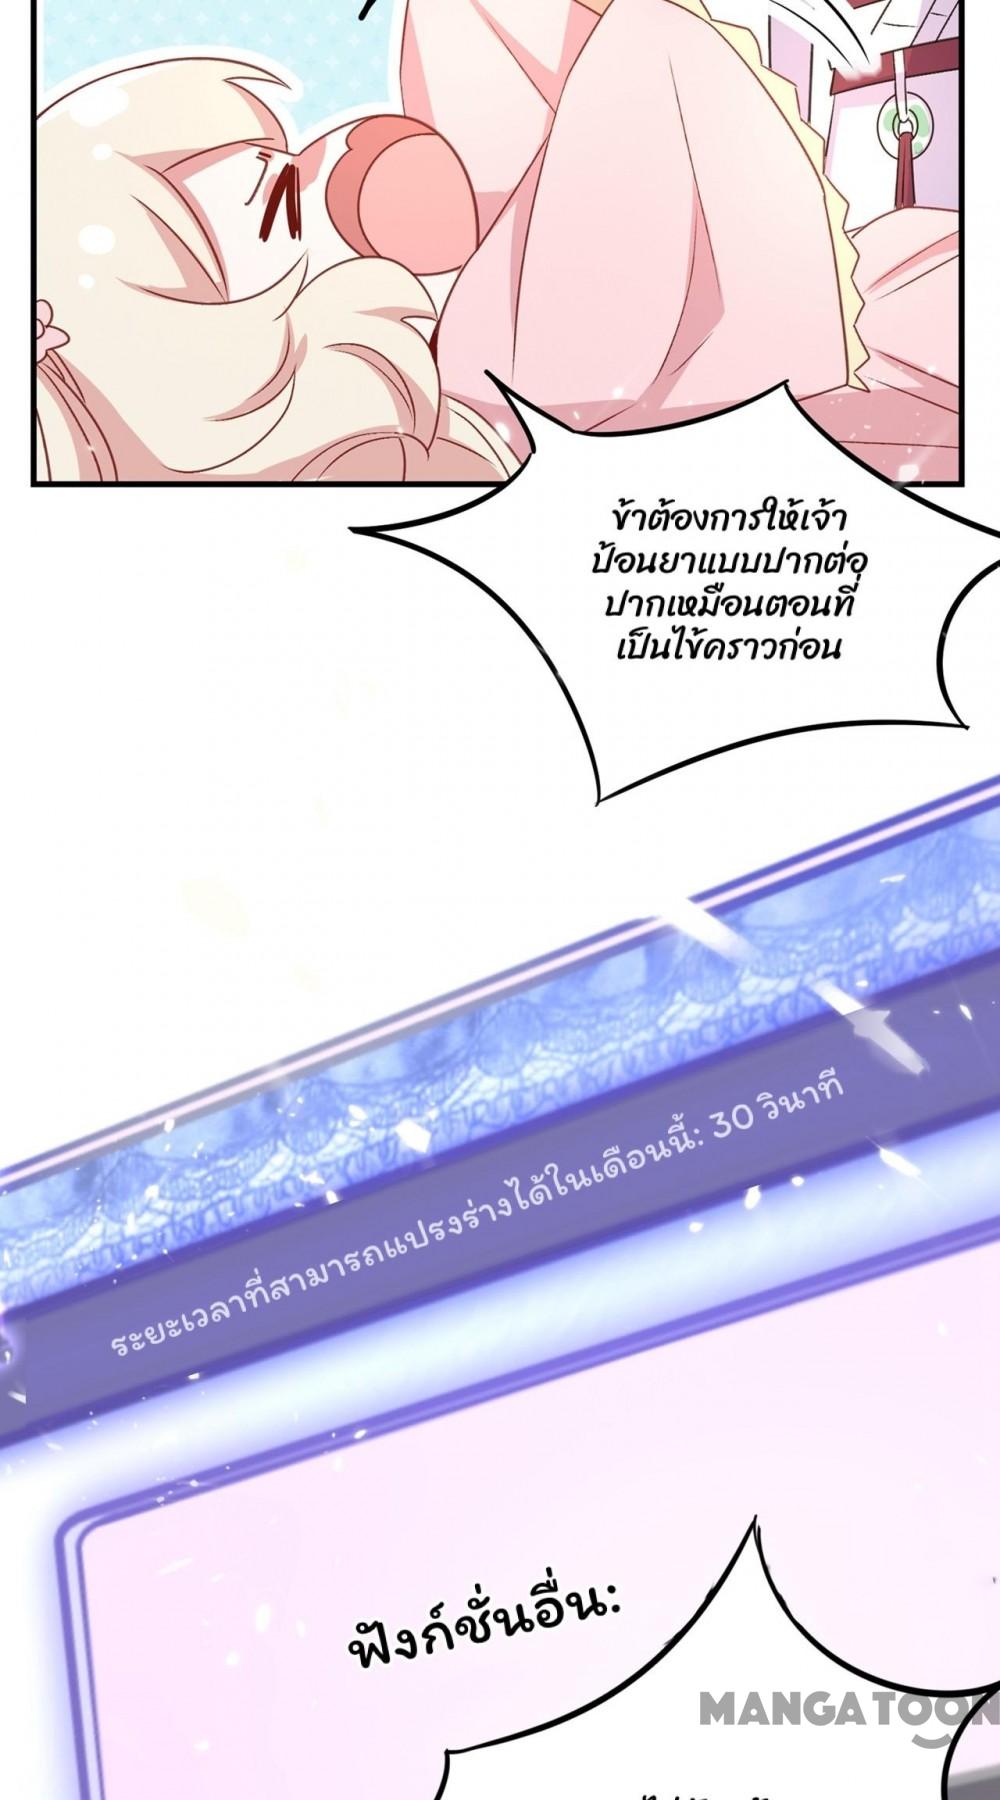 ข้าต้องการให้เจ้า
ป้อนยาแบบปากต่อ
ปากเหมือนตอนที่
เป็นไข้คราวก่อน
ระยะเวลาที่สามารถแปรงร่างได้ในเดือนนี้: 30 วินาที
ฟังก์ชั่นอื่น:
MANGATOON